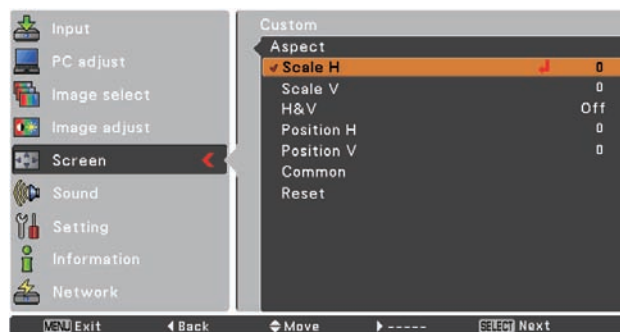 Input
PC adjust
Image select
Image adjust
Screen
Sound
Setting
Information
Network
Custom
Aspect
Scale H 0
Scale V 0
H&V Off
Position H 0
Position V 0
Common
Reset
MENU Exit Back Move ----- SELECT Next